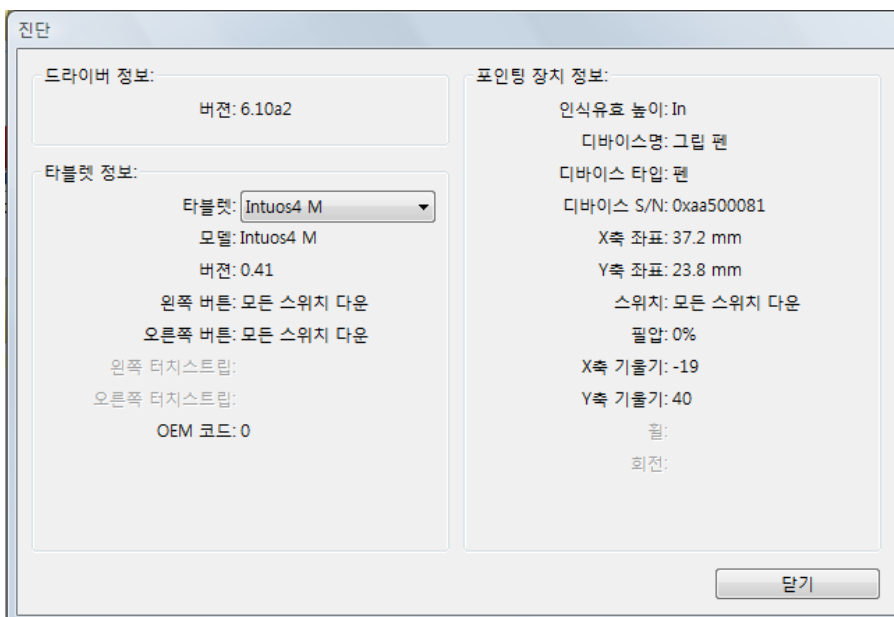 진단
드라이버 정보:
버젼: 6.10a2
타블렛 정보:
타블렛: Intuos4 M
모델: Intuos4 M
버젼: 0.41
왼쪽 버튼: 모든 스위치 다운
오른쪽 버튼: 모든 스위치 다운
왼쪽 터치스트립:
오른쪽 터치스트립:
OEM 코드: 0
포인팅 장치 정보:
인식유효 높이: In
디바이스명: 그립 펜
디바이스 타입: 펜
디바이스 S/N: 0xaa500081
X축 좌표: 37.2 mm
Y축 좌표: 23.8 mm
스위치: 모든 스위치 다운
필압: 0%
X축 기울기: -19
Y축 기울기: 40
휠:
회전:
닫기